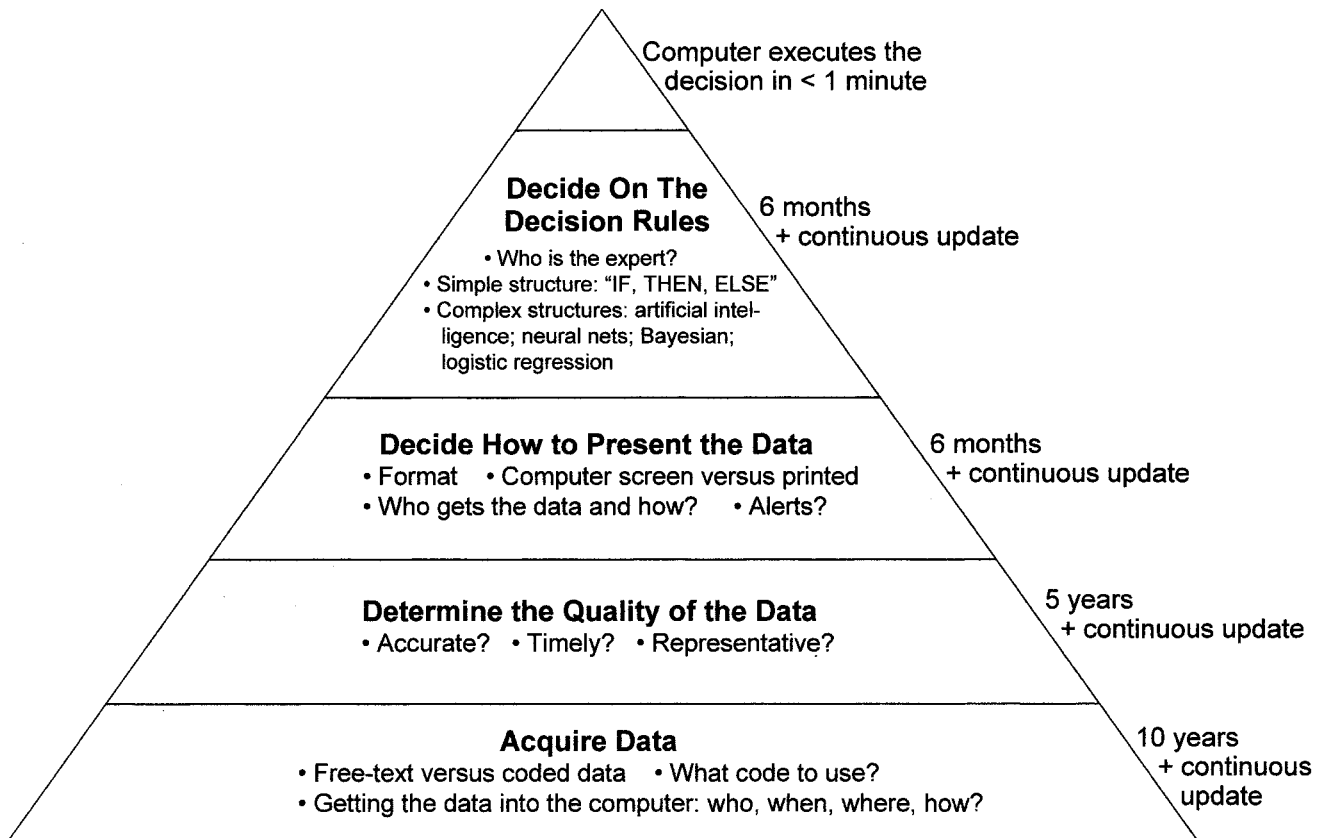 Computer executes the
decision in < 1 minute
Decide On The
Decision Rules
• Who is the expert?
• Simple structure: “IF, THEN, ELSE”
• Complex structures: artificial intel-
ligence; neural nets; Bayesian;
logistic regression
6 months
+ continuous update
Decide How to Present the Data
• Format • Computer screen versus printed
• Who gets the data and how? • Alerts?
6 months
+ continuous update
Determine the Quality of the Data
• Accurate? • Timely? • Representative?
5 years
+ continuous update
Acquire Data
• Free-text versus coded data • What code to use?
• Getting the data into the computer: who, when, where, how?
10 years
+ continuous
update